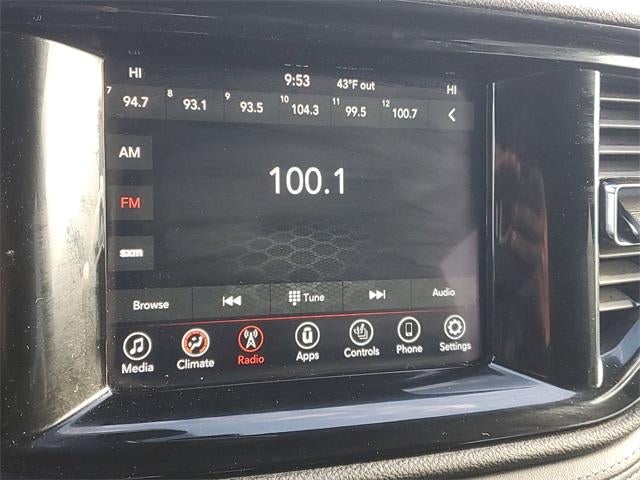 HI 9:53 43°F out HI
7 94.7 8 93.1 9 93.5 10 104.3 11 99.5 12 100.7
AM
100.1
FM
SXM
Browse Tune Audio
Media Climate Radio Apps Controls Phone Settings